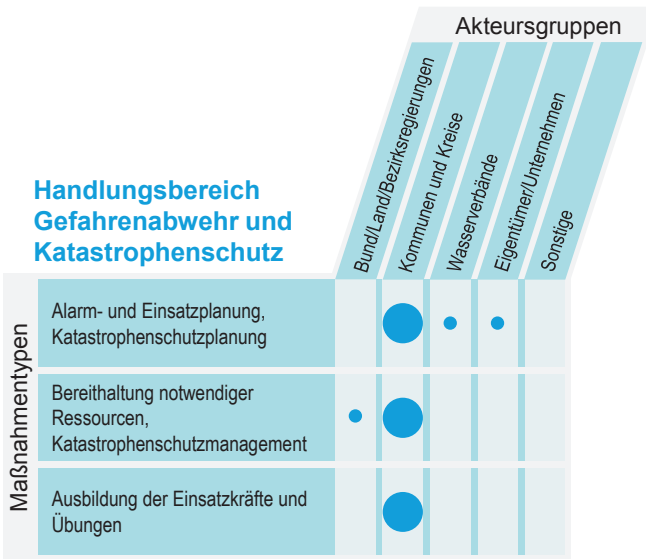 Akteursgruppen
Bund/Land/Bezirksregierungen
Kommunen und Kreise
Wasserverbände
Eigentümer/Unternehmen
Sonstige
Handlungsbereich
Gefahrenabwehr und
Katastrophenschutz
Maßnahmentypen
Alarm- und Einsatzplanung,
Katastrophenschutzplanung
Bereithaltung notwendiger
Ressourcen,
Katastrophenschutzmanagement
Ausbildung der Einsatzkräfte und
Übungen